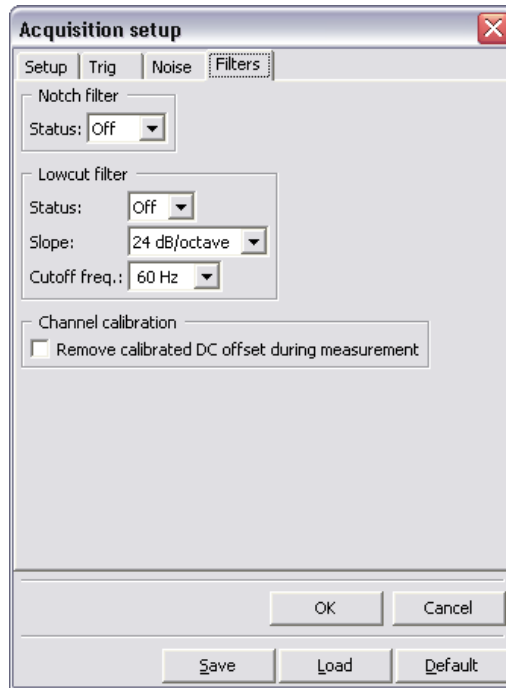 Acquisition setup
Setup Trig Noise Filters
Notch filter
Status: Off
Lowcut filter
Status: Off
Slope: 24 dB/octave
Cutoff freq.: 60 Hz
Channel calibration
Remove calibrated DC offset during measurement
OK Cancel
Save Load Default